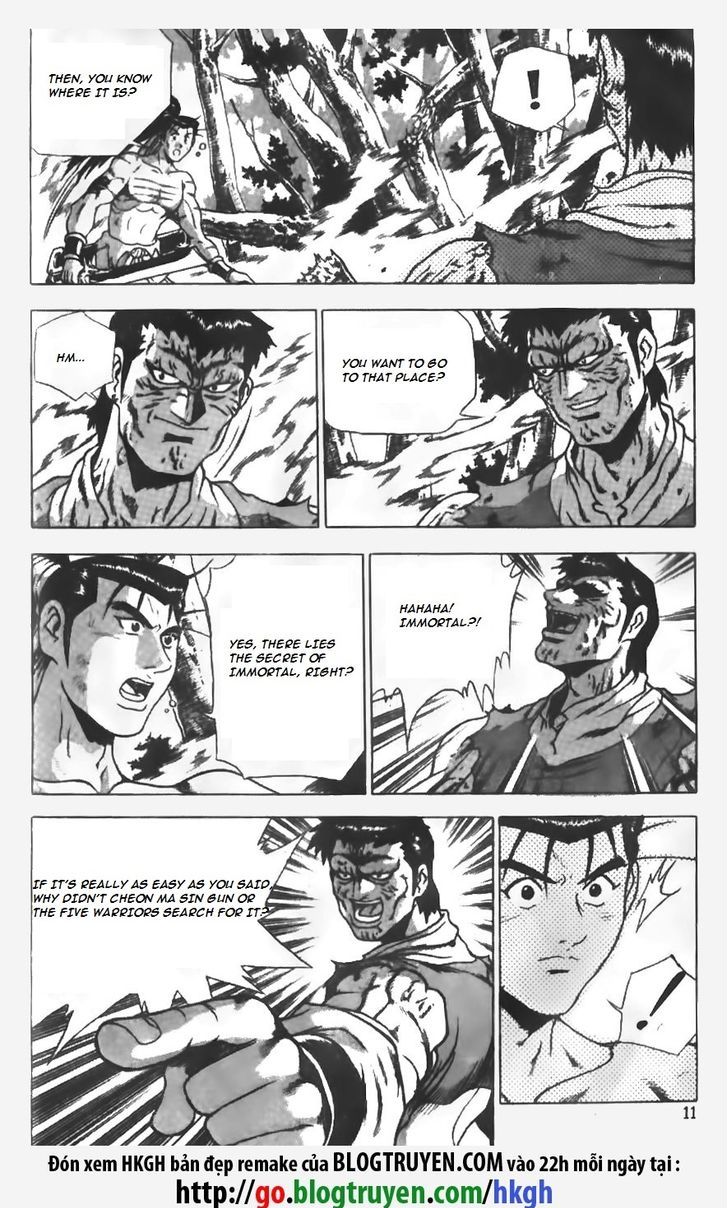 THEN, YOU KNOW
WHERE IT IS?
!
HM...
YOU WANT TO GO
TO THAT PLACE?
YES, THERE LIES
THE SECRET OF
IMMORTAL, RIGHT?
HAHAHA!
IMMORTAL?!
IF IT'S REALLY AS EASY AS YOU SAID,
WHY DIDN'T CHEON MA SIN GUN OR
THE FIVE WARRIORS SEARCH FOR IT?
!
11
Đón xem HKGH bản đẹp remake của BLOGTRUYEN.COM vào 22h mỗi ngày tại :
http://go.blogtruyen.com/hkgh